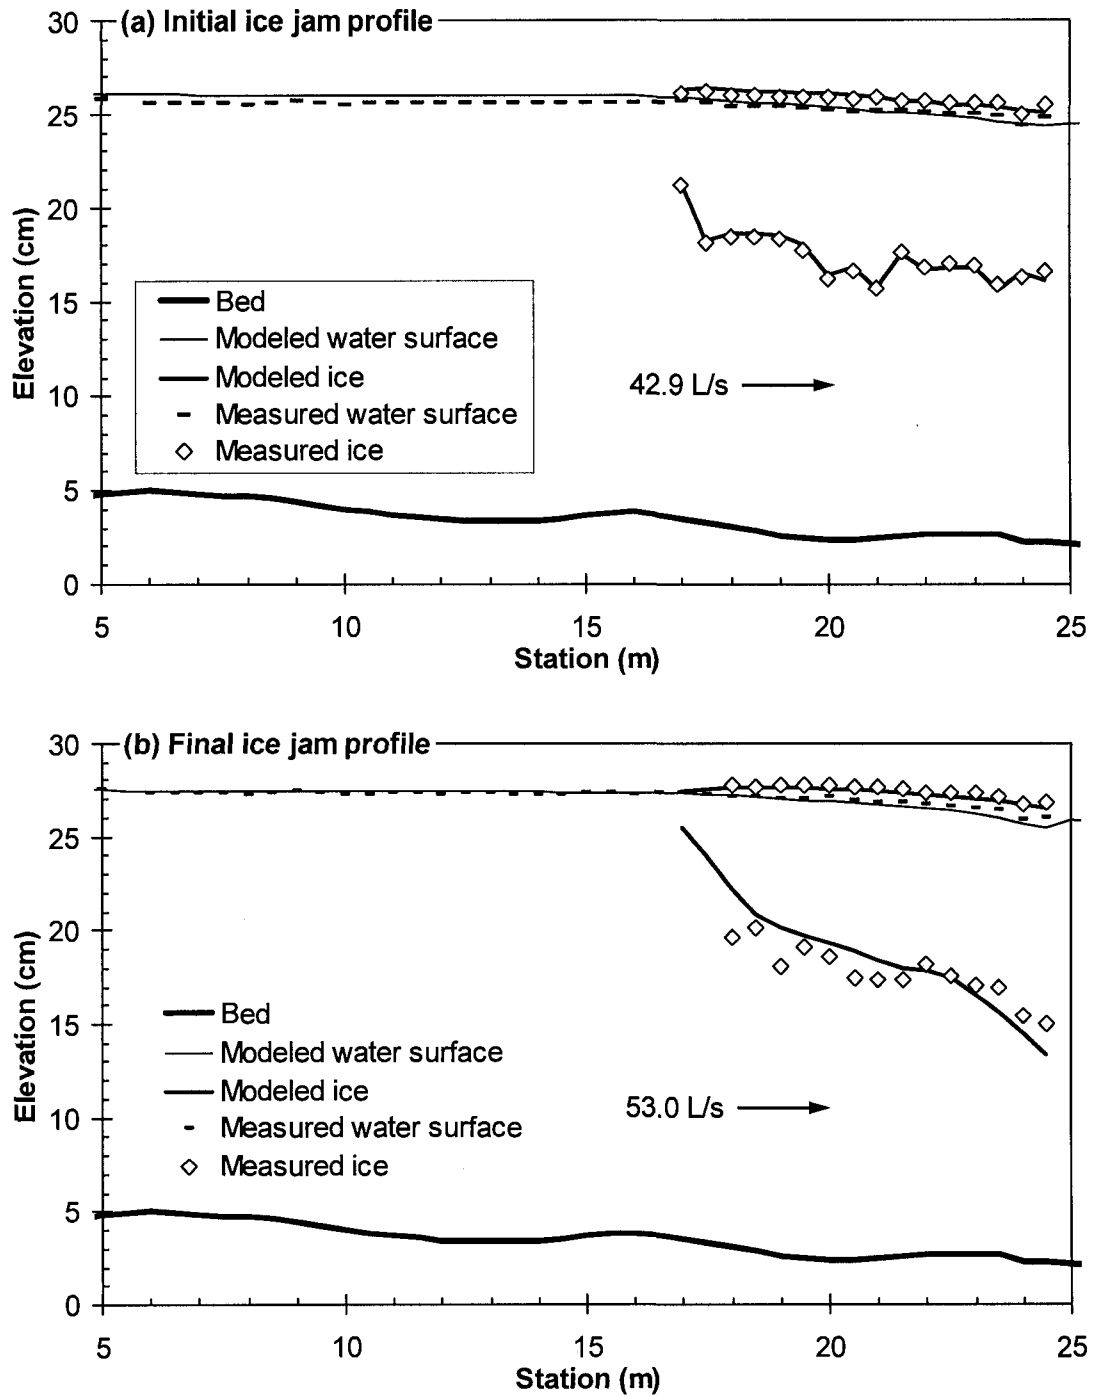 (a) Initial ice jam profile
30
25
20
15
10
5
0
Elevation (cm)
Bed
Modeled water surface
Modeled ice
Measured water surface
Measured ice
42.9 L/s
5
10
15
20
25
Station (m)
(b) Final ice jam profile
30
25
20
15
10
5
0
Elevation (cm)
Bed
Modeled water surface
Modeled ice
Measured water surface
Measured ice
53.0 L/s
5
10
15
20
25
Station (m)